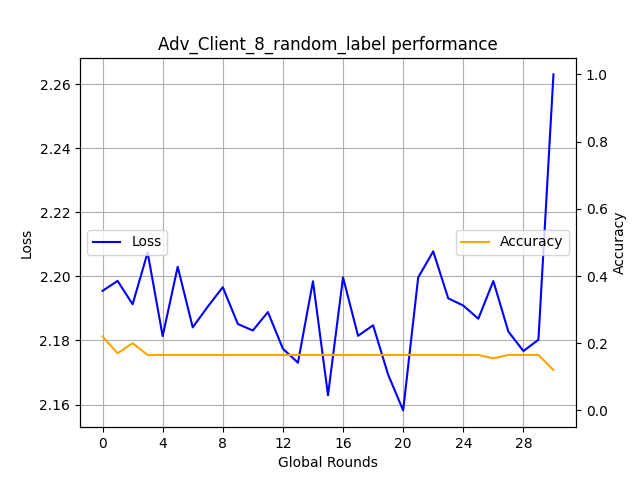 Adv_Client_8_random_label performance
2.26
2.24
2.22
2.20
2.18
2.16
Loss
Loss
Accuracy
1.0
0.8
0.6
0.4
0.2
0.0
Accuracy
0 4 8 12 16 20 24 28
Global Rounds